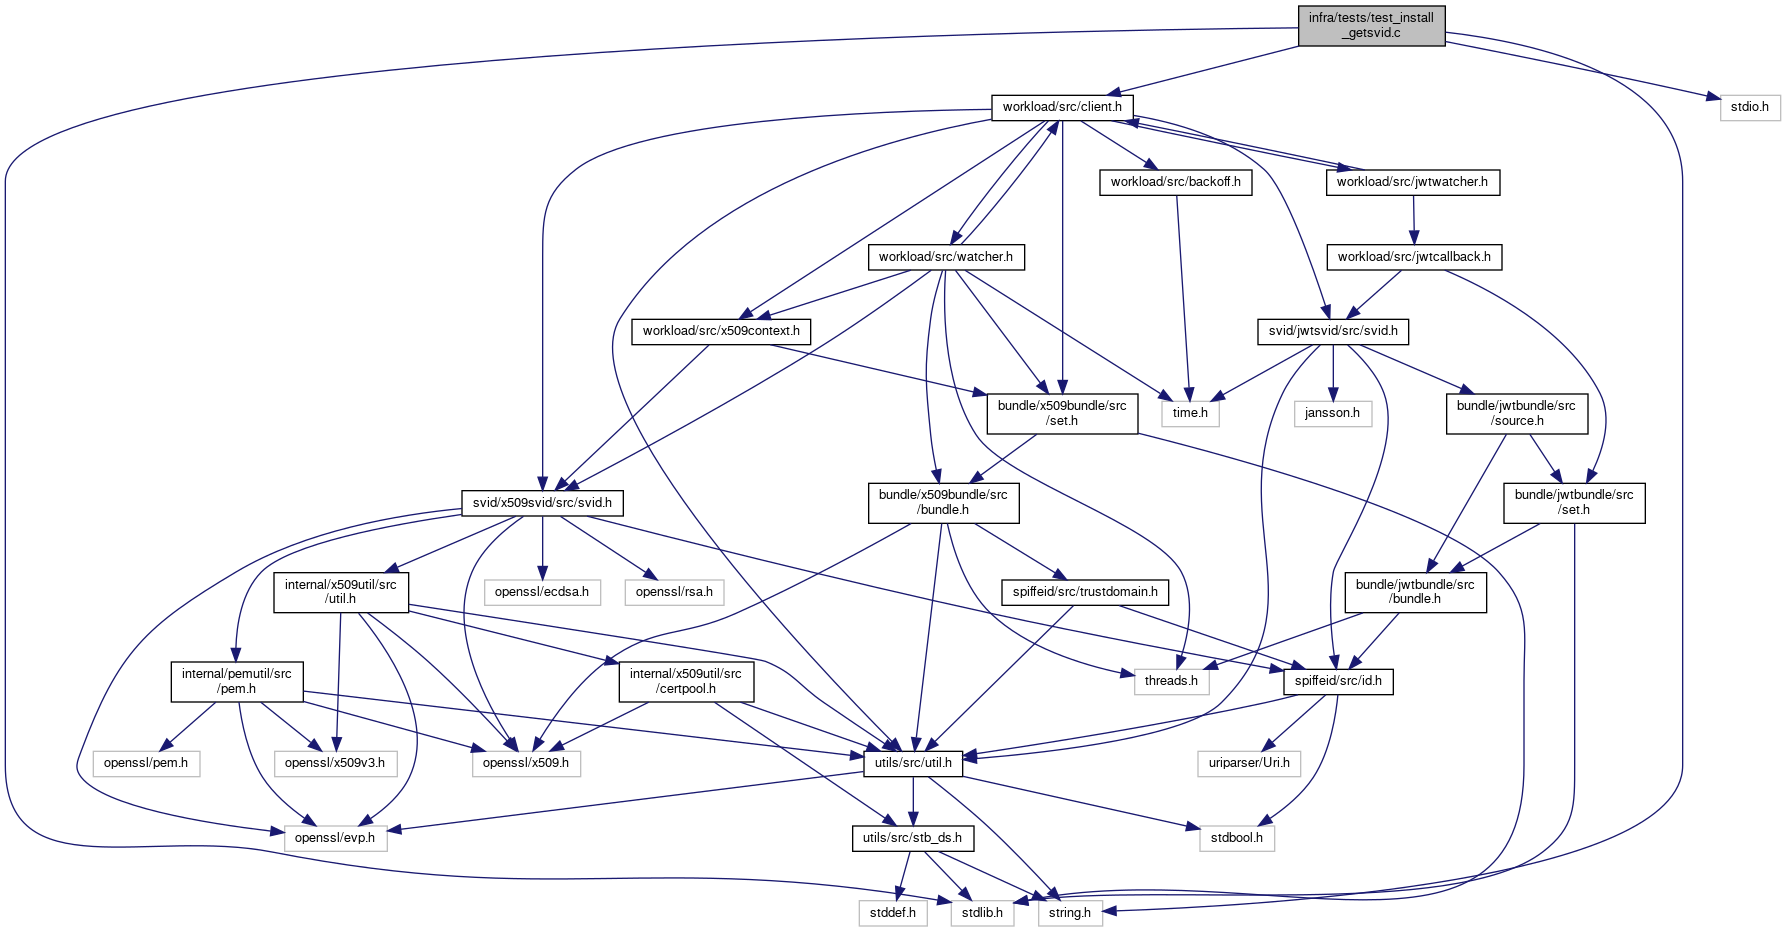 infra/tests/test_install
_getsvid.c
workload/src/client.h
stdio.h
workload/src/backoff.h
workload/src/jwtwatcher.h
workload/src/watcher.h
workload/src/jwtcallback.h
workload/src/x509context.h
svid/jwtsvid/src/svid.h
bundle/x509bundle/src
/set.h
time.h
jansson.h
bundle/jwtbundle/src
/source.h
svid/x509svid/src/svid.h
bundle/x509bundle/src
/bundle.h
bundle/jwtbundle/src
/set.h
internal/x509util/src
/util.h
openssl/ecdsa.h
openssl/rsa.h
spiffeid/src/trustdomain.h
bundle/jwtbundle/src
/bundle.h
internal/pemutil/src
/pem.h
internal/x509util/src
/certpool.h
threads.h
spiffeid/src/id.h
openssl/pem.h
openssl/x509v3.h
openssl/x509.h
utils/src/util.h
uriparser/Uri.h
openssl/evp.h
utils/src/stb_ds.h
stdbool.h
stddef.h
stdlib.h
string.h